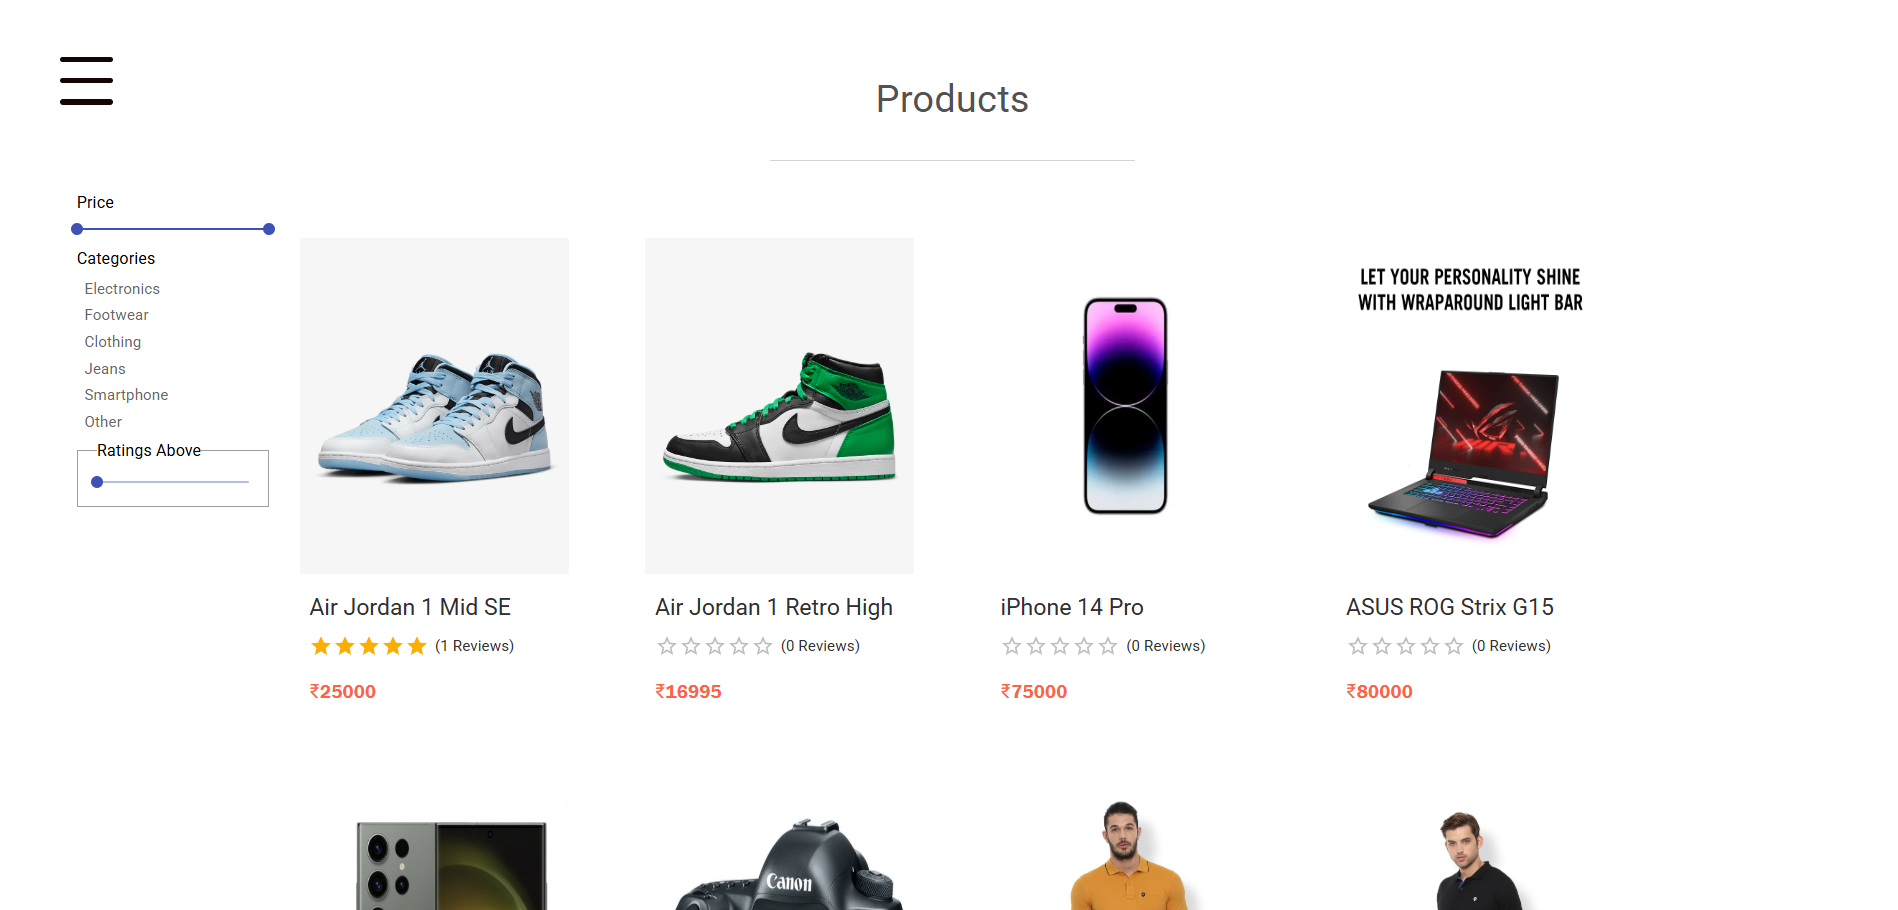 Products
Price
Categories
Electronics
Footwear
Clothing
Jeans
Smartphone
Other
Ratings Above
LET YOUR PERSONALITY SHINE
WITH WRAPAROUND LIGHT BAR
Air Jordan 1 Mid SE
(1 Reviews)
₹25000
Air Jordan 1 Retro High
(0 Reviews)
₹16995
iPhone 14 Pro
(0 Reviews)
₹75000
ASUS ROG Strix G15
(0 Reviews)
₹80000
Canon